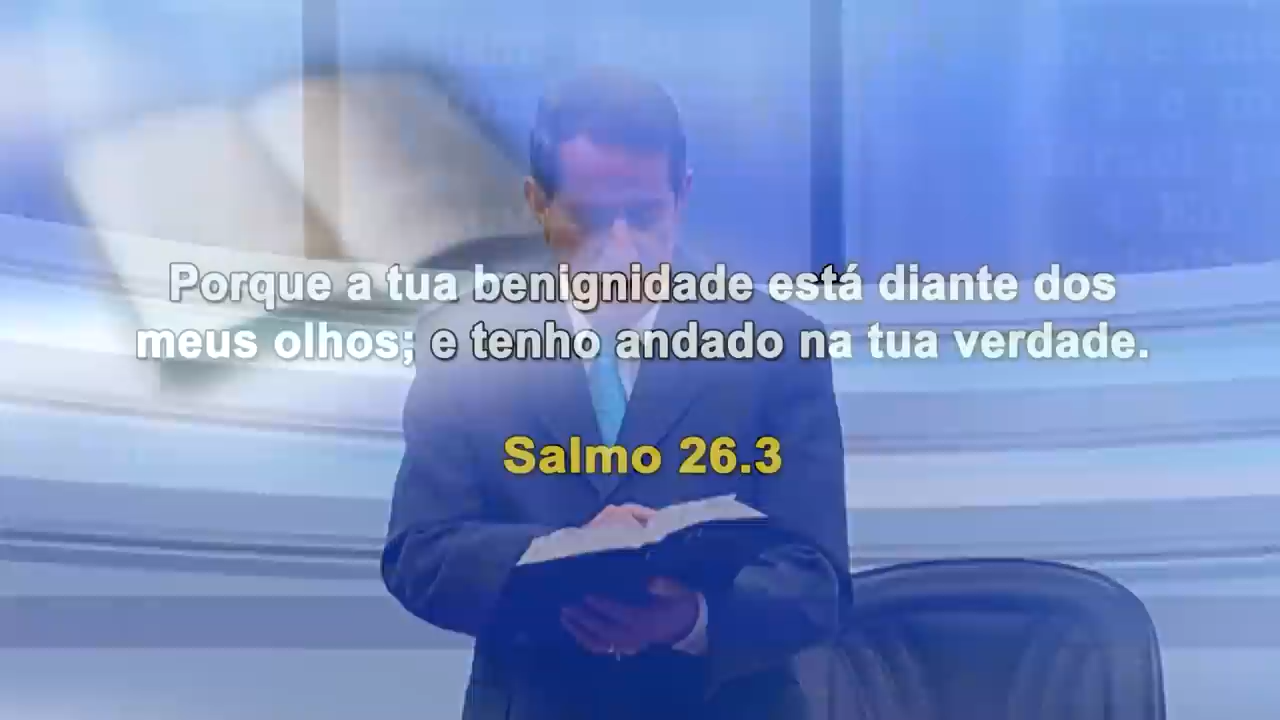 Porque a tua benignidade está diante dos
meus olhos; e tenho andado na tua verdade.
Salmo 26.3